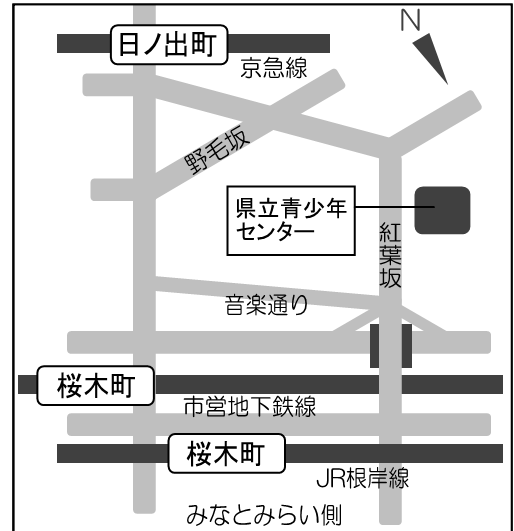 N
日ノ出町
京急線
野毛坂
県立青少年
センター
紅葉坂
音楽通り
桜木町
市営地下鉄線
桜木町
JR根岸線
みなとみらい側